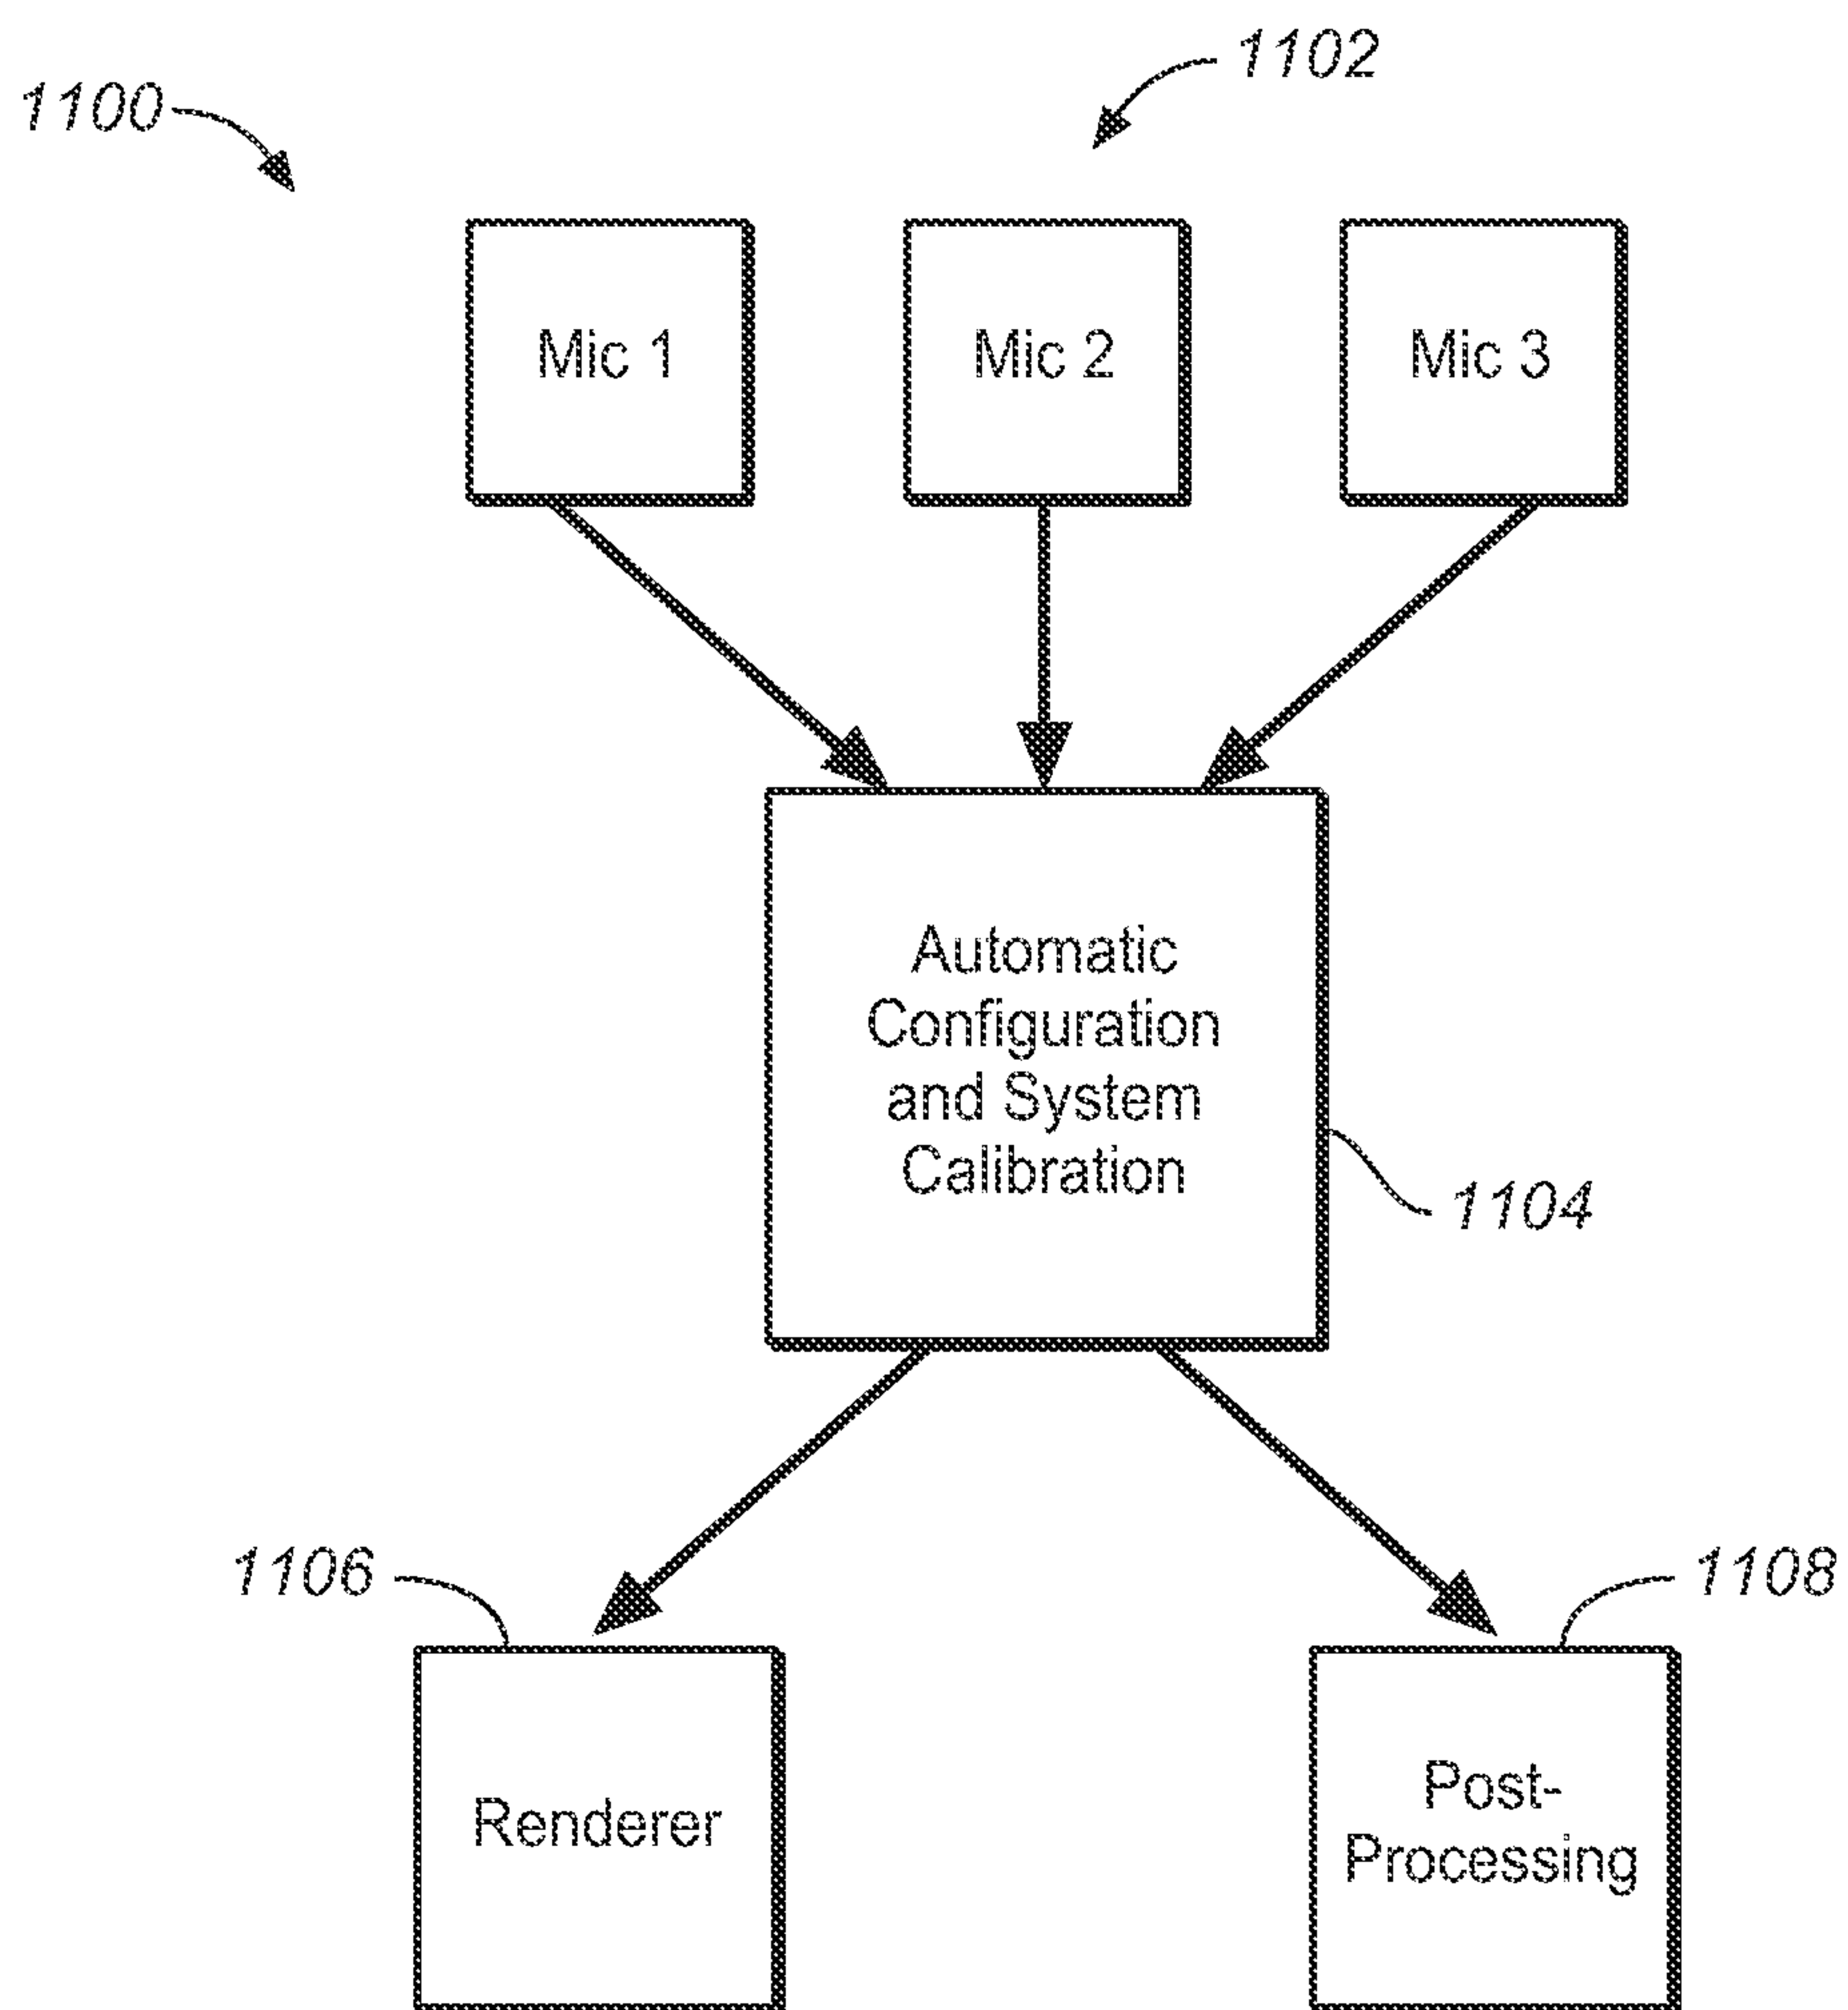 1100
1102
Mic 1
Mic 2
Mic 3
Automatic
Configuration
and System
Calibration
1104
1106
1108
Renderer
Post-
Processing